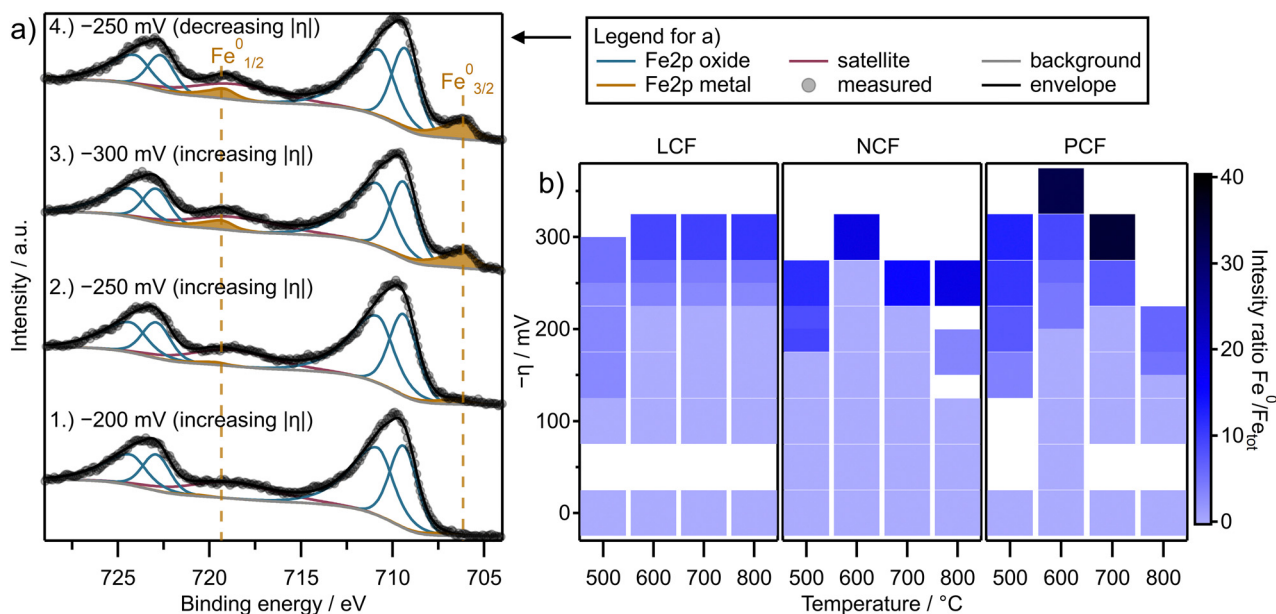 a)
4.) −250 mV (decreasing |η|)
Fe⁰₁/₂
Fe⁰₃/₂
3.) −300 mV (increasing |η|)
2.) −250 mV (increasing |η|)
1.) −200 mV (increasing |η|)
Intensity / a.u.
725 720 715 710 705
Binding energy / eV
Legend for a)
Fe2p oxide satellite background
Fe2p metal measured envelope
LCF NCF PCF
b)
300
200
100
0
−η / mV
500 600 700 800 500 600 700 800 500 600 700 800
Temperature / °C
40
30
20
10
0
Intesity ratio Fe⁰/Fe_tot